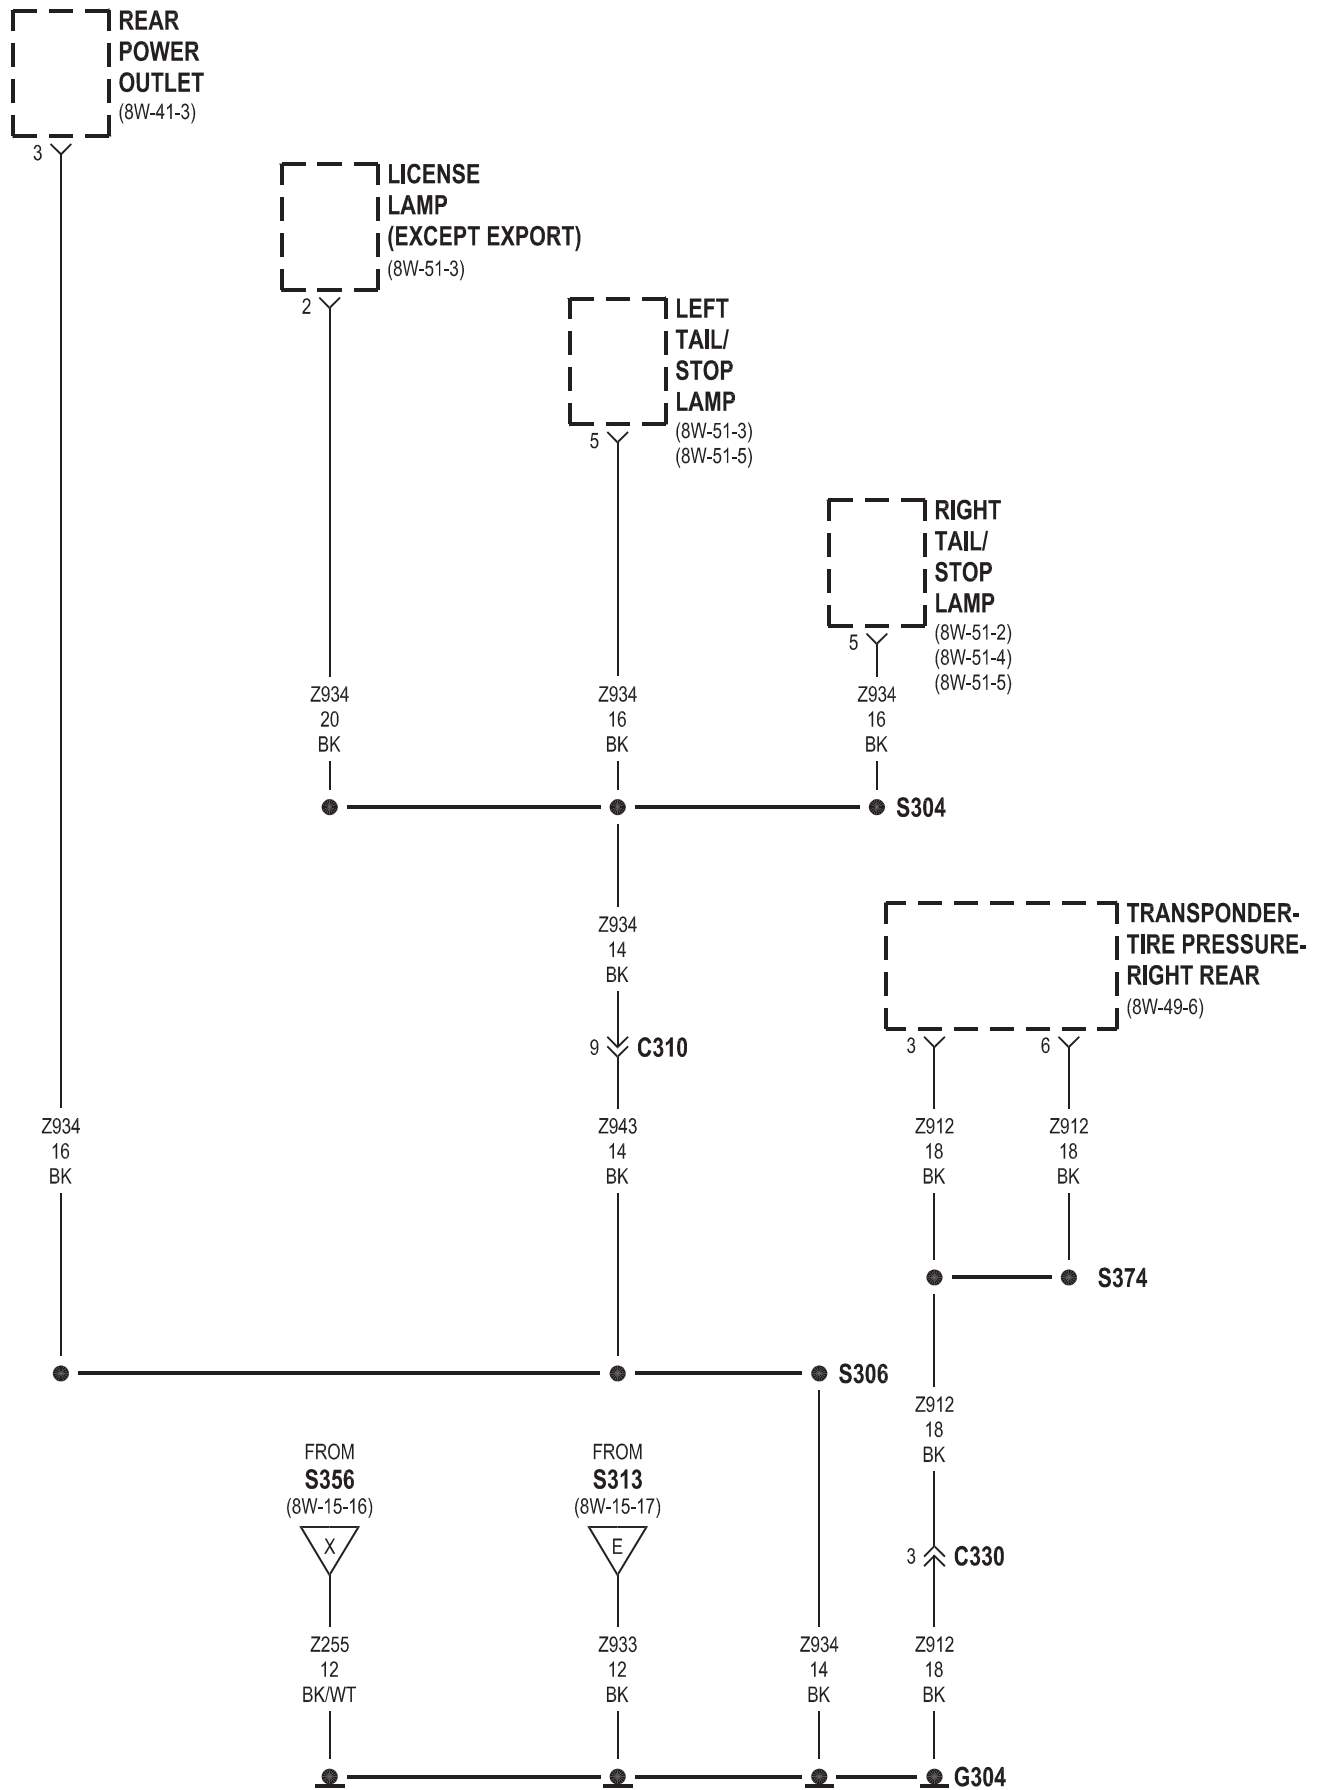 REAR
POWER
OUTLET
(8W-41-3)
3
LICENSE
LAMP
(EXCEPT EXPORT)
(8W-51-3)
2
LEFT
TAIL/
STOP
LAMP
(8W-51-3)
(8W-51-5)
5
RIGHT
TAIL/
STOP
LAMP
(8W-51-2)
(8W-51-4)
(8W-51-5)
5
Z934
20
BK
Z934
16
BK
Z934
16
BK
S304
Z934
14
BK
9
C310
TRANSPONDER-
TIRE PRESSURE-
RIGHT REAR
(8W-49-6)
3
6
Z934
16
BK
Z943
14
BK
Z912
18
BK
Z912
18
BK
S374
S306
Z912
18
BK
FROM
S356
(8W-15-16)
X
FROM
S313
(8W-15-17)
E
3
C330
Z255
12
BK/WT
Z933
12
BK
Z934
14
BK
Z912
18
BK
G304